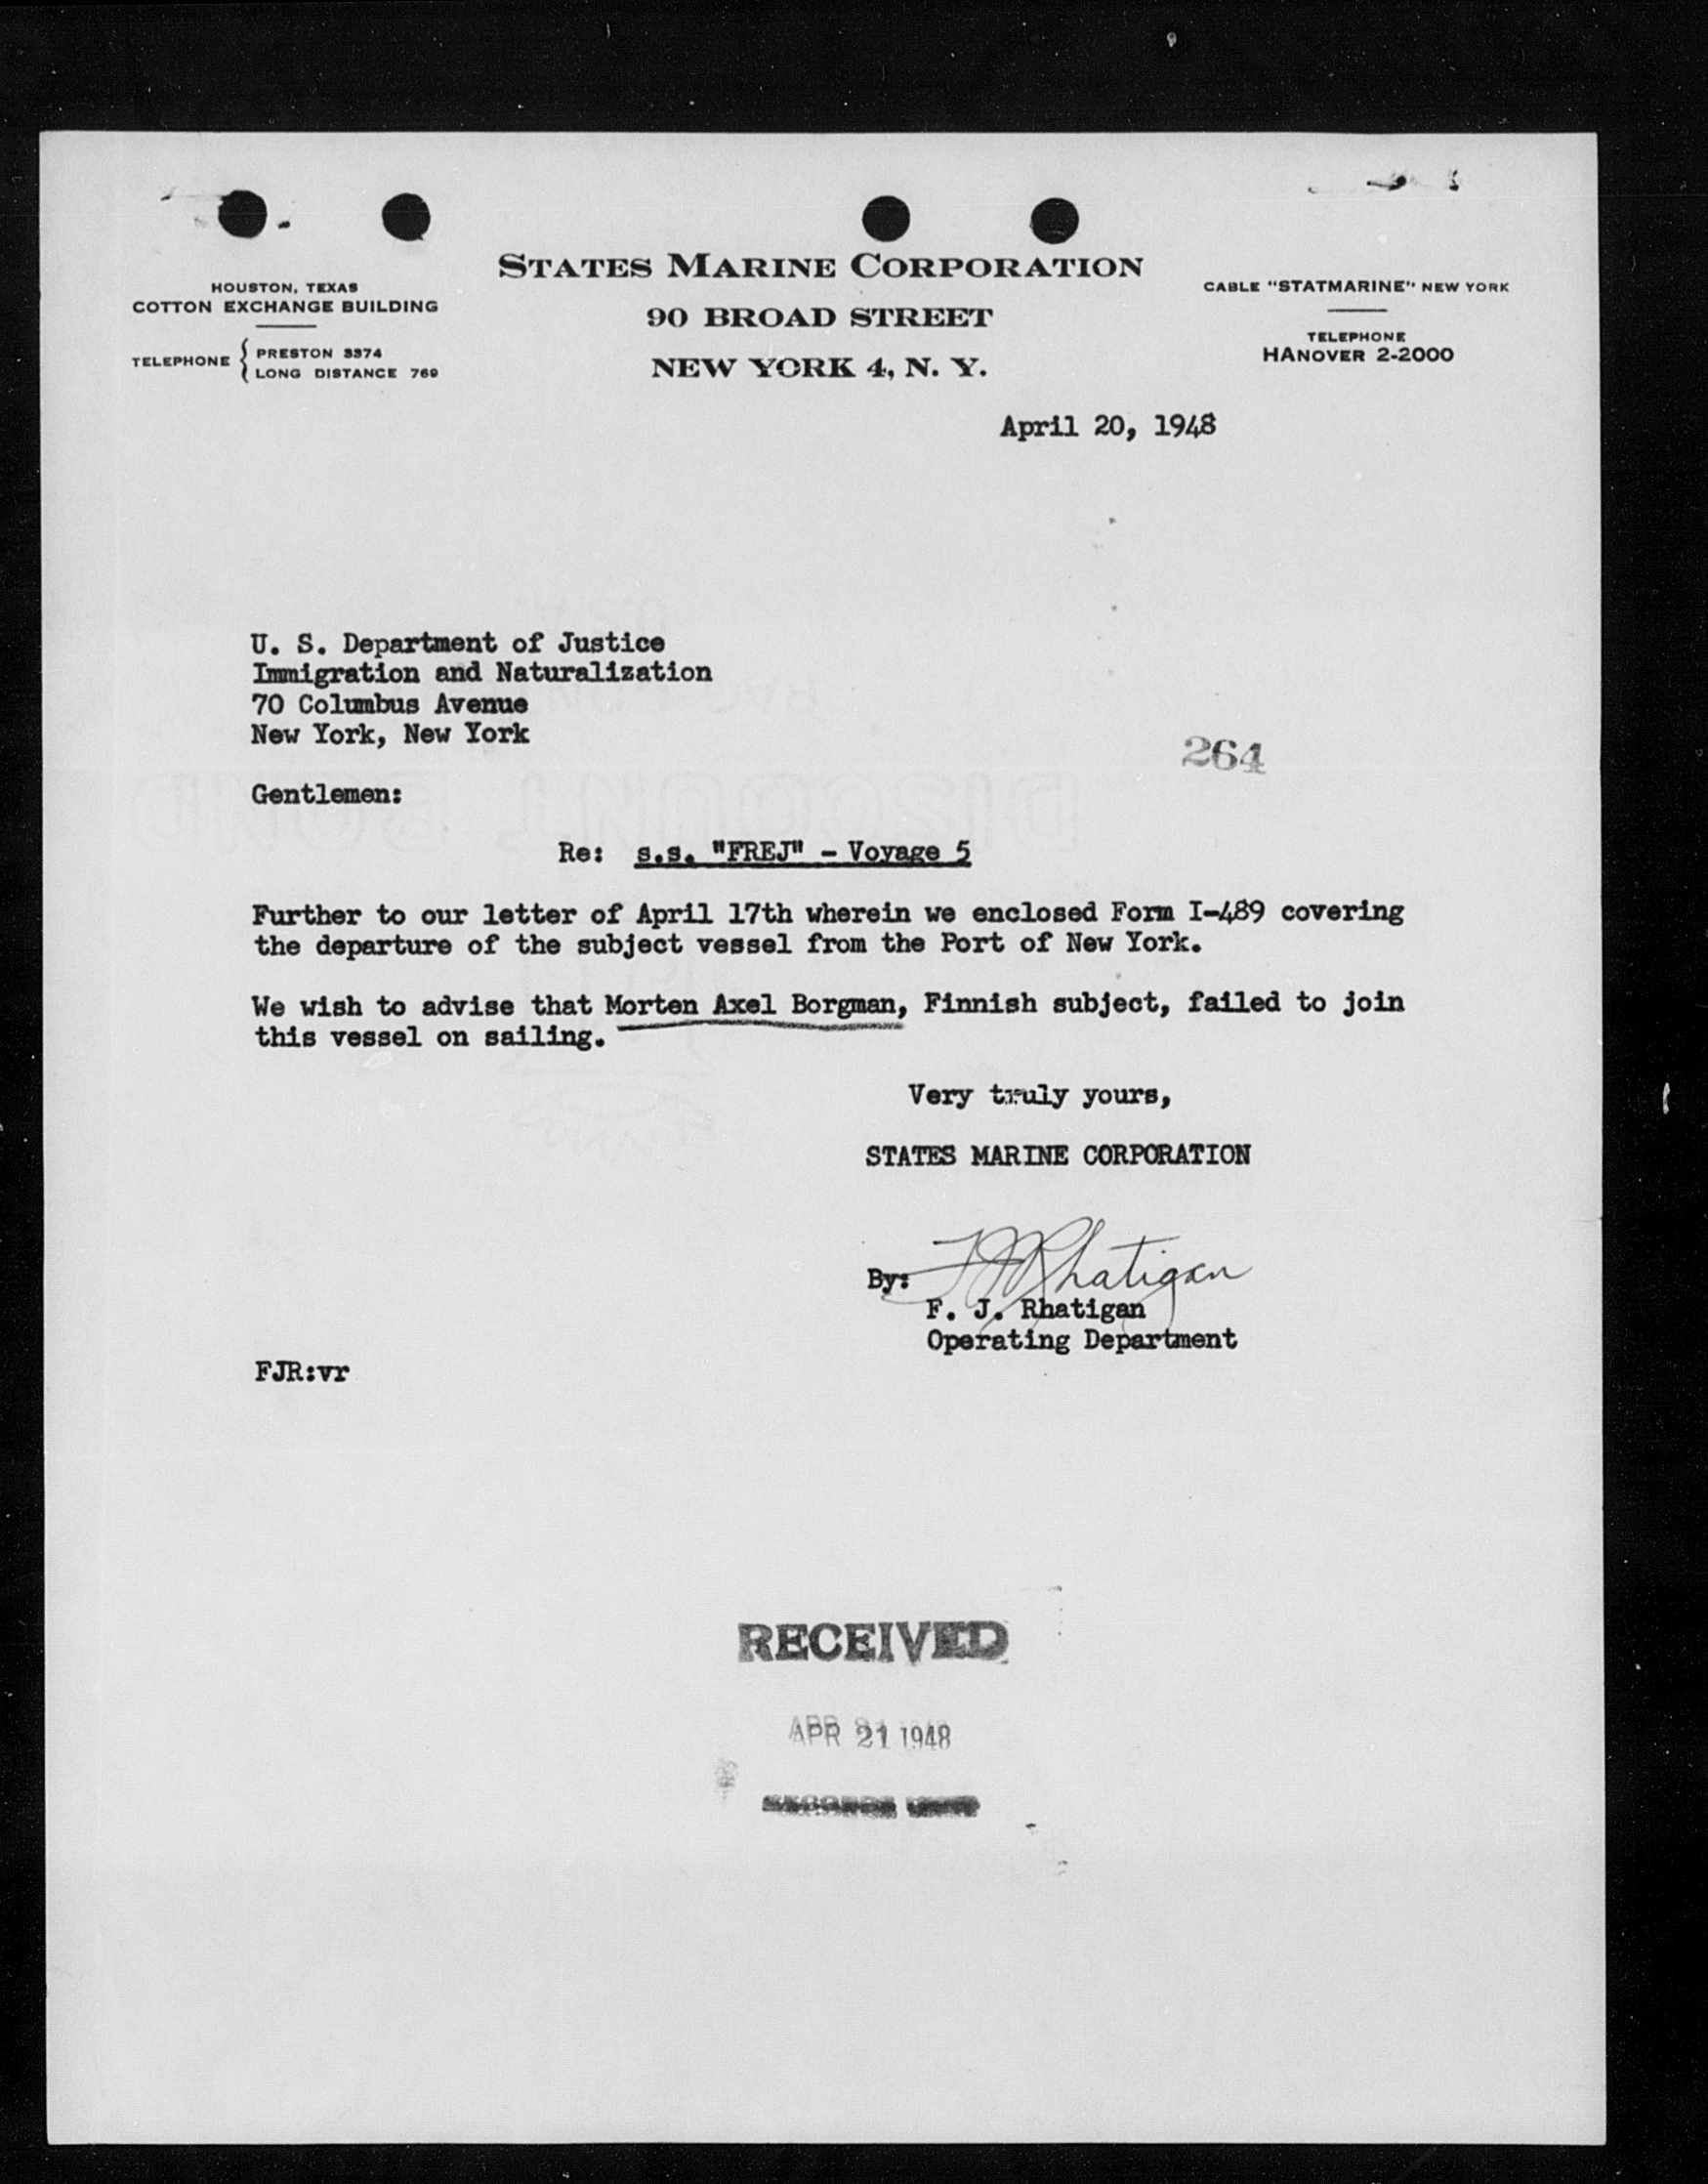 STATES MARINE CORPORATION
90 BROAD STREET
NEW YORK 4, N. Y.
HOUSTON, TEXAS
COTTON EXCHANGE BUILDING
TELEPHONE { PRESTON 3374
LONG DISTANCE 769
CABLE "STATMARINE" NEW YORK
TELEPHONE
HANOVER 2-2000
April 20, 1948
U. S. Department of Justice
Immigration and Naturalization
70 Columbus Avenue
New York, New York
264
Gentlemen:
Re: s.s. "FREJ" - Voyage 5
Further to our letter of April 17th wherein we enclosed Form I-489 covering
the departure of the subject vessel from the Port of New York.
We wish to advise that Morten Axel Borgman, Finnish subject, failed to join
this vessel on sailing.
Very truly yours,
STATES MARINE CORPORATION
By: F J Rhatigan
F. J. Rhatigan
Operating Department
FJR:vr
RECEIVED
APR 21 1948